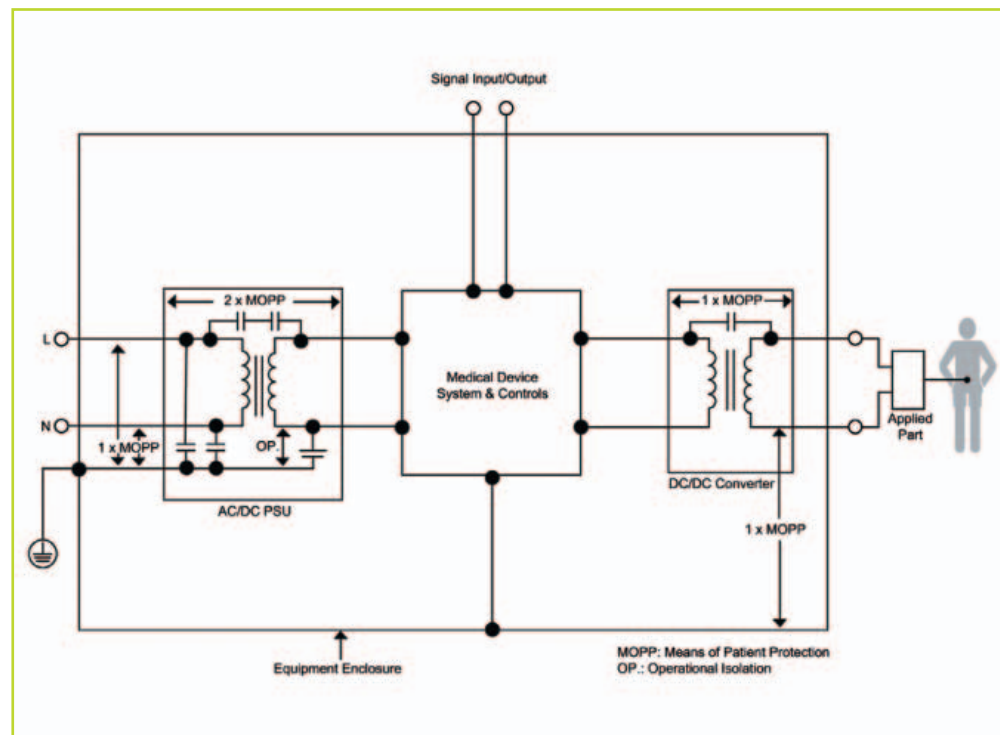 Signal Input/Output
2 x MOPP
1 x MOPP
L
Medical Device
System & Controls
N
1 x MOPP
OP.
Applied
Part
DC/DC Converter
AC/DC PSU
1 x MOPP
MOPP: Means of Patient Protection
OP.: Operational Isolation
Equipment Enclosure